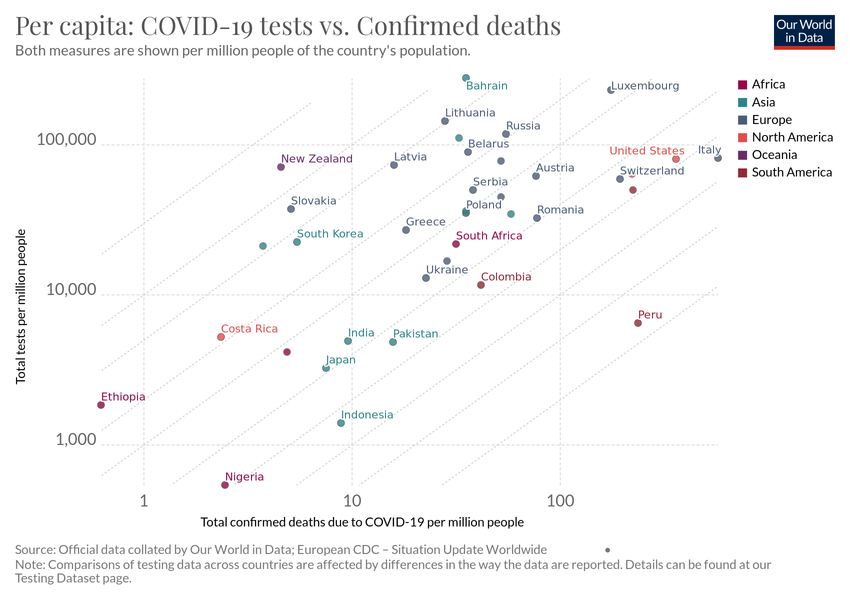 Per capita: COVID-19 tests vs. Confirmed deaths
Both measures are shown per million people of the country's population.
Our World
in Data
Bahrain
Luxembourg
Africa
Asia
Europe
North America
Oceania
South America
Lithuania
Russia
100,000
Belarus
United States
Italy
New Zealand
Latvia
Austria
Switzerland
Serbia
Slovakia
Poland
Romania
Greece
South Korea
South Africa
Ukraine
Colombia
10,000
Peru
Costa Rica
India
Pakistan
Japan
Ethiopia
Indonesia
1,000
Nigeria
Total tests per million people
1
10
100
Total confirmed deaths due to COVID-19 per million people
Source: Official data collated by Our World in Data; European CDC – Situation Update Worldwide
Note: Comparisons of testing data across countries are affected by differences in the way the data are reported. Details can be found at our
Testing Dataset page.